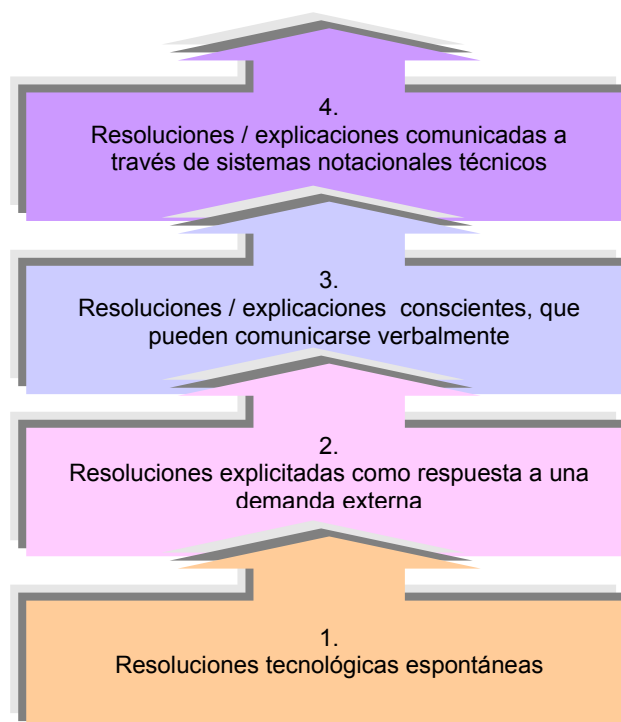 4.
Resoluciones / explicaciones comunicadas a
través de sistemas notacionales técnicos
3.
Resoluciones / explicaciones conscientes, que
pueden comunicarse verbalmente
2.
Resoluciones explicitadas como respuesta a una
demanda externa
1.
Resoluciones tecnológicas espontáneas